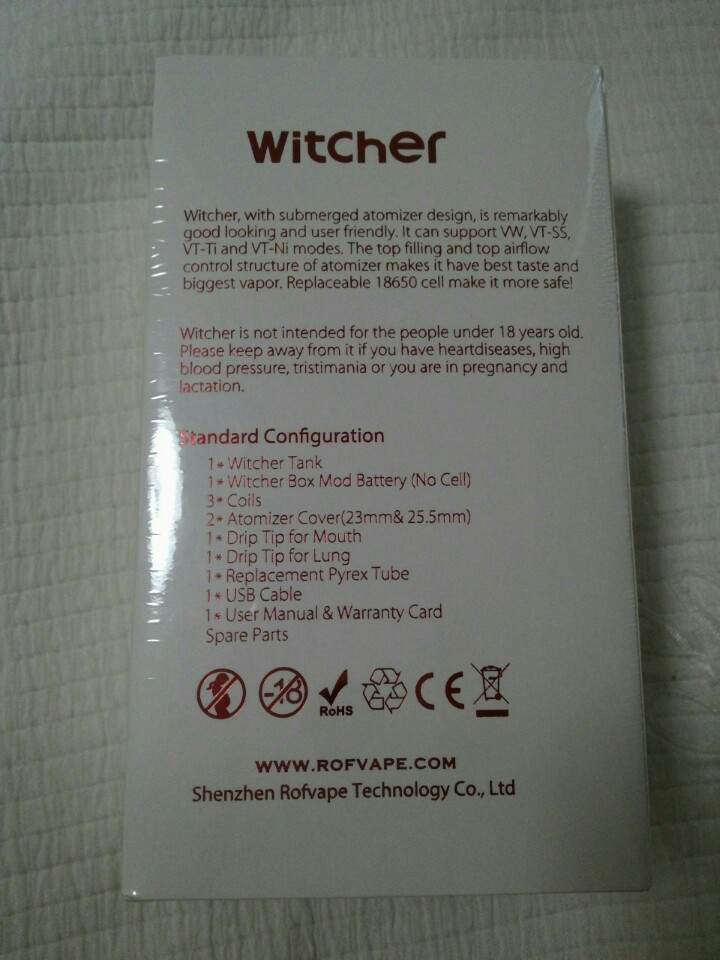 Witcher
Witcher, with submerged atomizer design, is remarkably
good looking and user friendly. It can support VW, VT-SS,
VT-Ti and VT-Ni modes. The top filling and top airflow
control structure of atomizer makes it have best taste and
biggest vapor. Replaceable 18650 cell make it more safe!
Witcher is not intended for the people under 18 years old.
Please keep away from it if you have heartdiseases, high
blood pressure, tristimania or you are in pregnancy and
lactation.
Standard Configuration
1* Witcher Tank
1* Witcher Box Mod Battery (No Cell)
3* Coils
2* Atomizer Cover(23mm& 25.5mm)
1* Drip Tip for Mouth
1* Drip Tip for Lung
1* Replacement Pyrex Tube
1* USB Cable
1* User Manual & Warranty Card
Spare Parts
-18 RoHS CE
WWW.ROFVAPE.COM
Shenzhen Rofvape Technology Co., Ltd